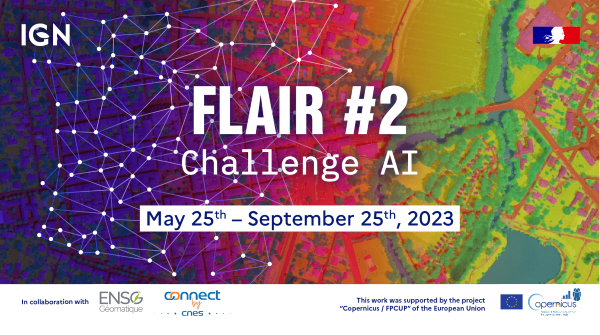 IGN
FLAIR #2
Challenge AI
May 25th – September 25th, 2023
In collaboration with
ENSG
Géomatique
connect
by
cnes
This work was supported by the project
"Copernicus / FPCUP" of the European Union
Copernicus